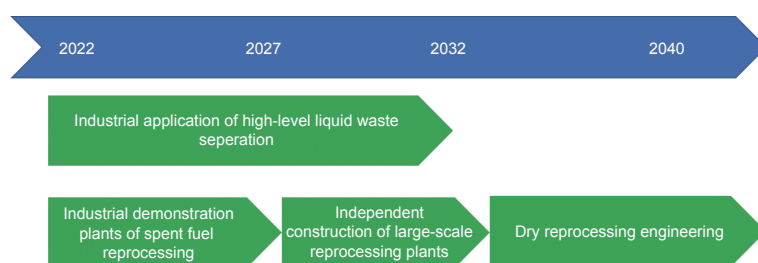 2022 2027 2032 2040
Industrial application of high-level liquid waste
seperation
Industrial demonstration
plants of spent fuel
reprocessing
Independent
construction of large-scale
reprocessing plants
Dry reprocessing engineering